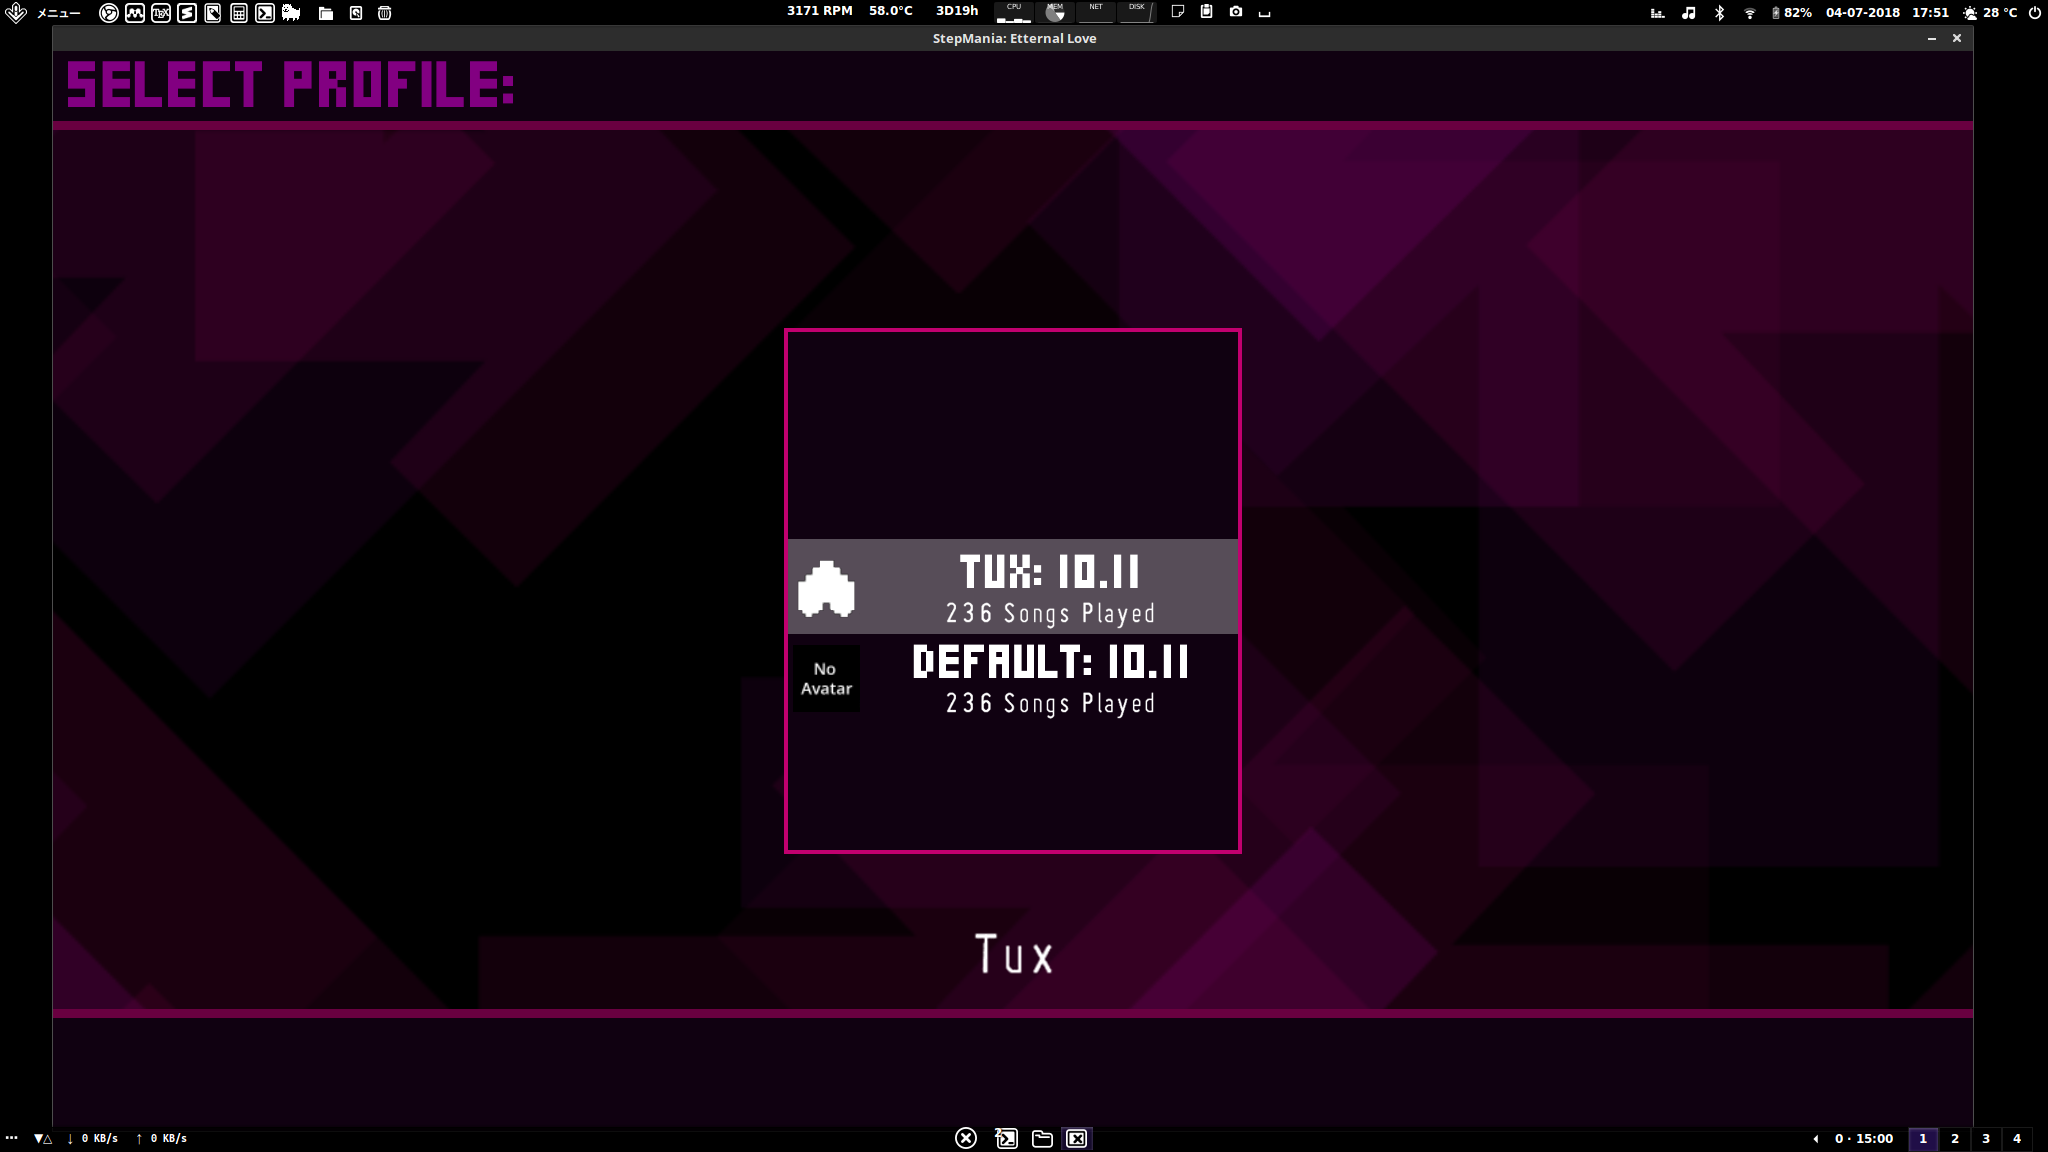 メニュー TEX 3171 RPM 58.0°C 3D19h CPU MEM NET DISK 82% 04-07-2018 17:51 28 °C
StepMania: Etternal Love
SELECT PROFILE:
TUX: 10.11
236 Songs Played
No
Avatar
DEFAULT: 10.11
236 Songs Played
Tux
↓ 0 KB/s ↑ 0 KB/s 0 · 15:00 1 2 3 4